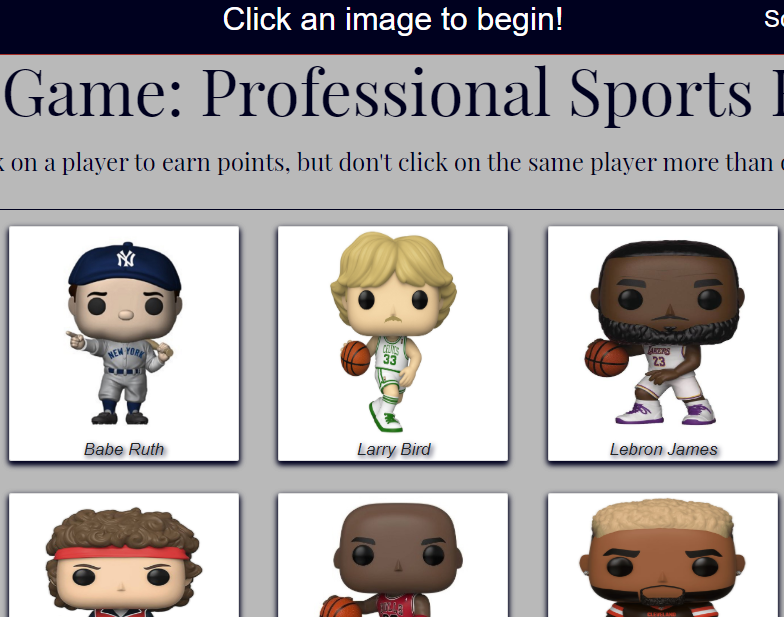 Click an image to begin!
Game: Professional Sports
on a player to earn points, but don't click on the same player more than
NY
NEW YORK
CELTICS
33
LAKERS
23
Babe Ruth
Larry Bird
Lebron James
CLEVELAND